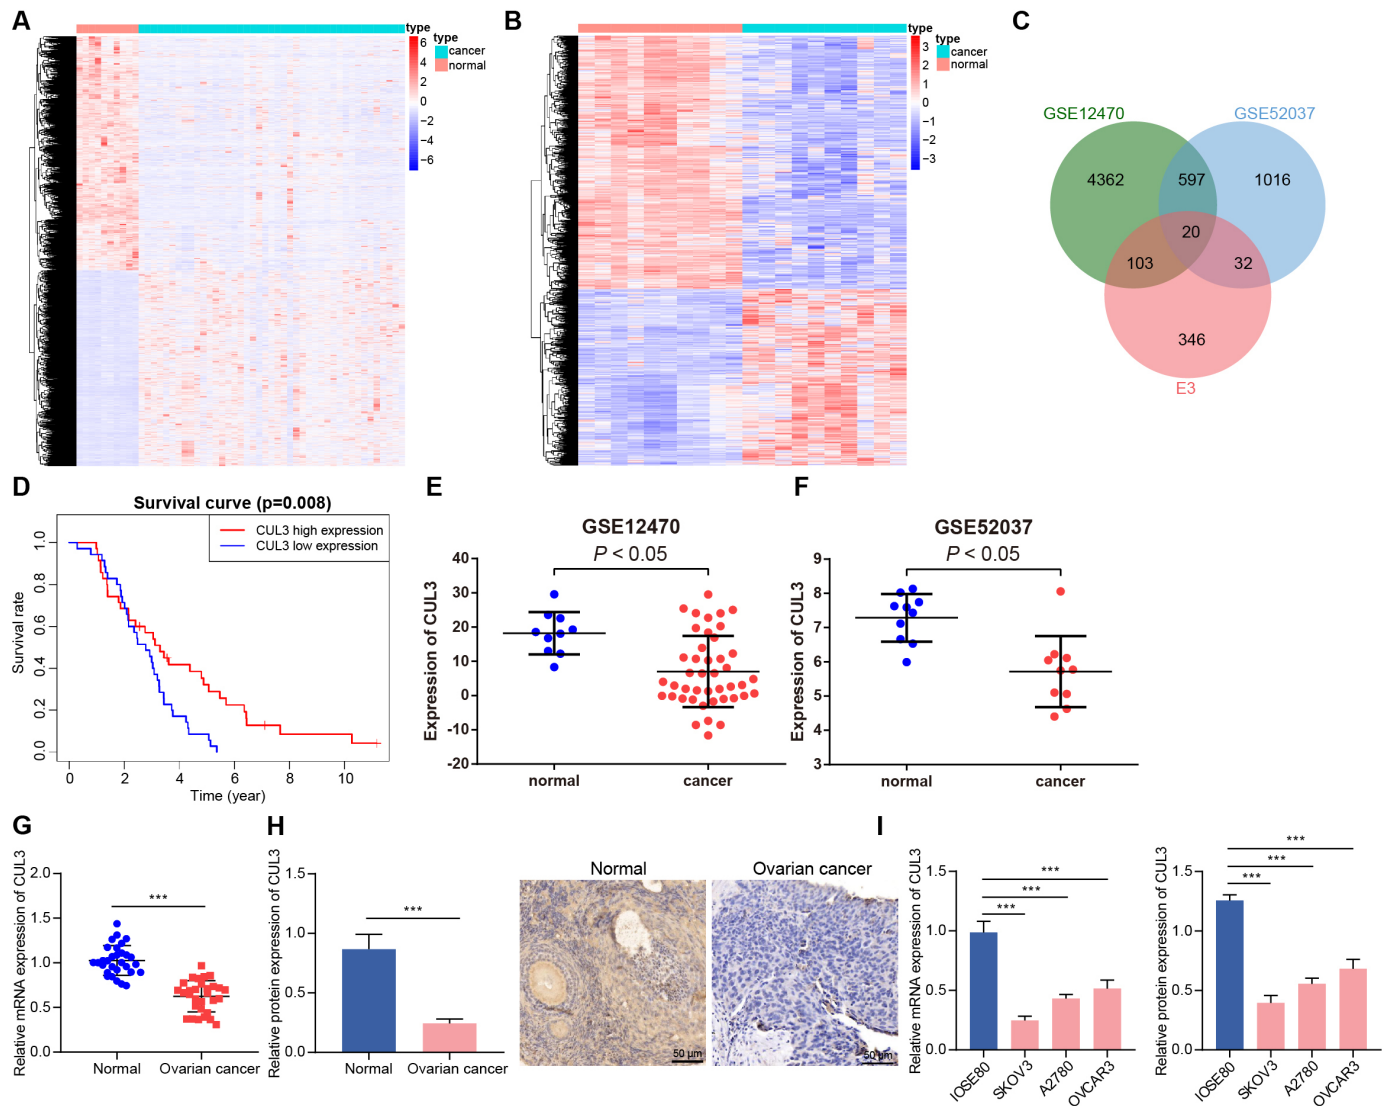 A
type
6
4
2
0
−2
−4
−6
type
cancer
normal
B
type
3
2
1
0
−1
−2
−3
type
cancer
normal
C
GSE12470
GSE52037
4362
597
1016
20
103
32
346
E3
D
Survival curve (p=0.008)
CUL3 high expression
CUL3 low expression
Survival rate
1.0
0.8
0.6
0.4
0.2
0.0
0 2 4 6 8 10
Time (year)
E
GSE12470
P < 0.05
Expression of CUL3
40
30
20
10
0
-10
-20
normal cancer
F
GSE52037
P < 0.05
Expression of CUL3
9
8
7
6
5
4
3
normal cancer
G
Relative mRNA expression of CUL3
2.0
1.5
1.0
0.5
0.0
***
Normal Ovarian cancer
H
Relative protein expression of CUL3
1.5
1.0
0.5
0.0
***
Normal Ovarian cancer
Normal
50 µm
Ovarian cancer
50 µm
I
Relative mRNA expression of CUL3
1.5
1.0
0.5
0.0
***
***
***
IOSE80 SKOV3 A2780 OVCAR3
Relative protein expression of CUL3
1.5
1.0
0.5
0.0
***
***
***
IOSE80 SKOV3 A2780 OVCAR3